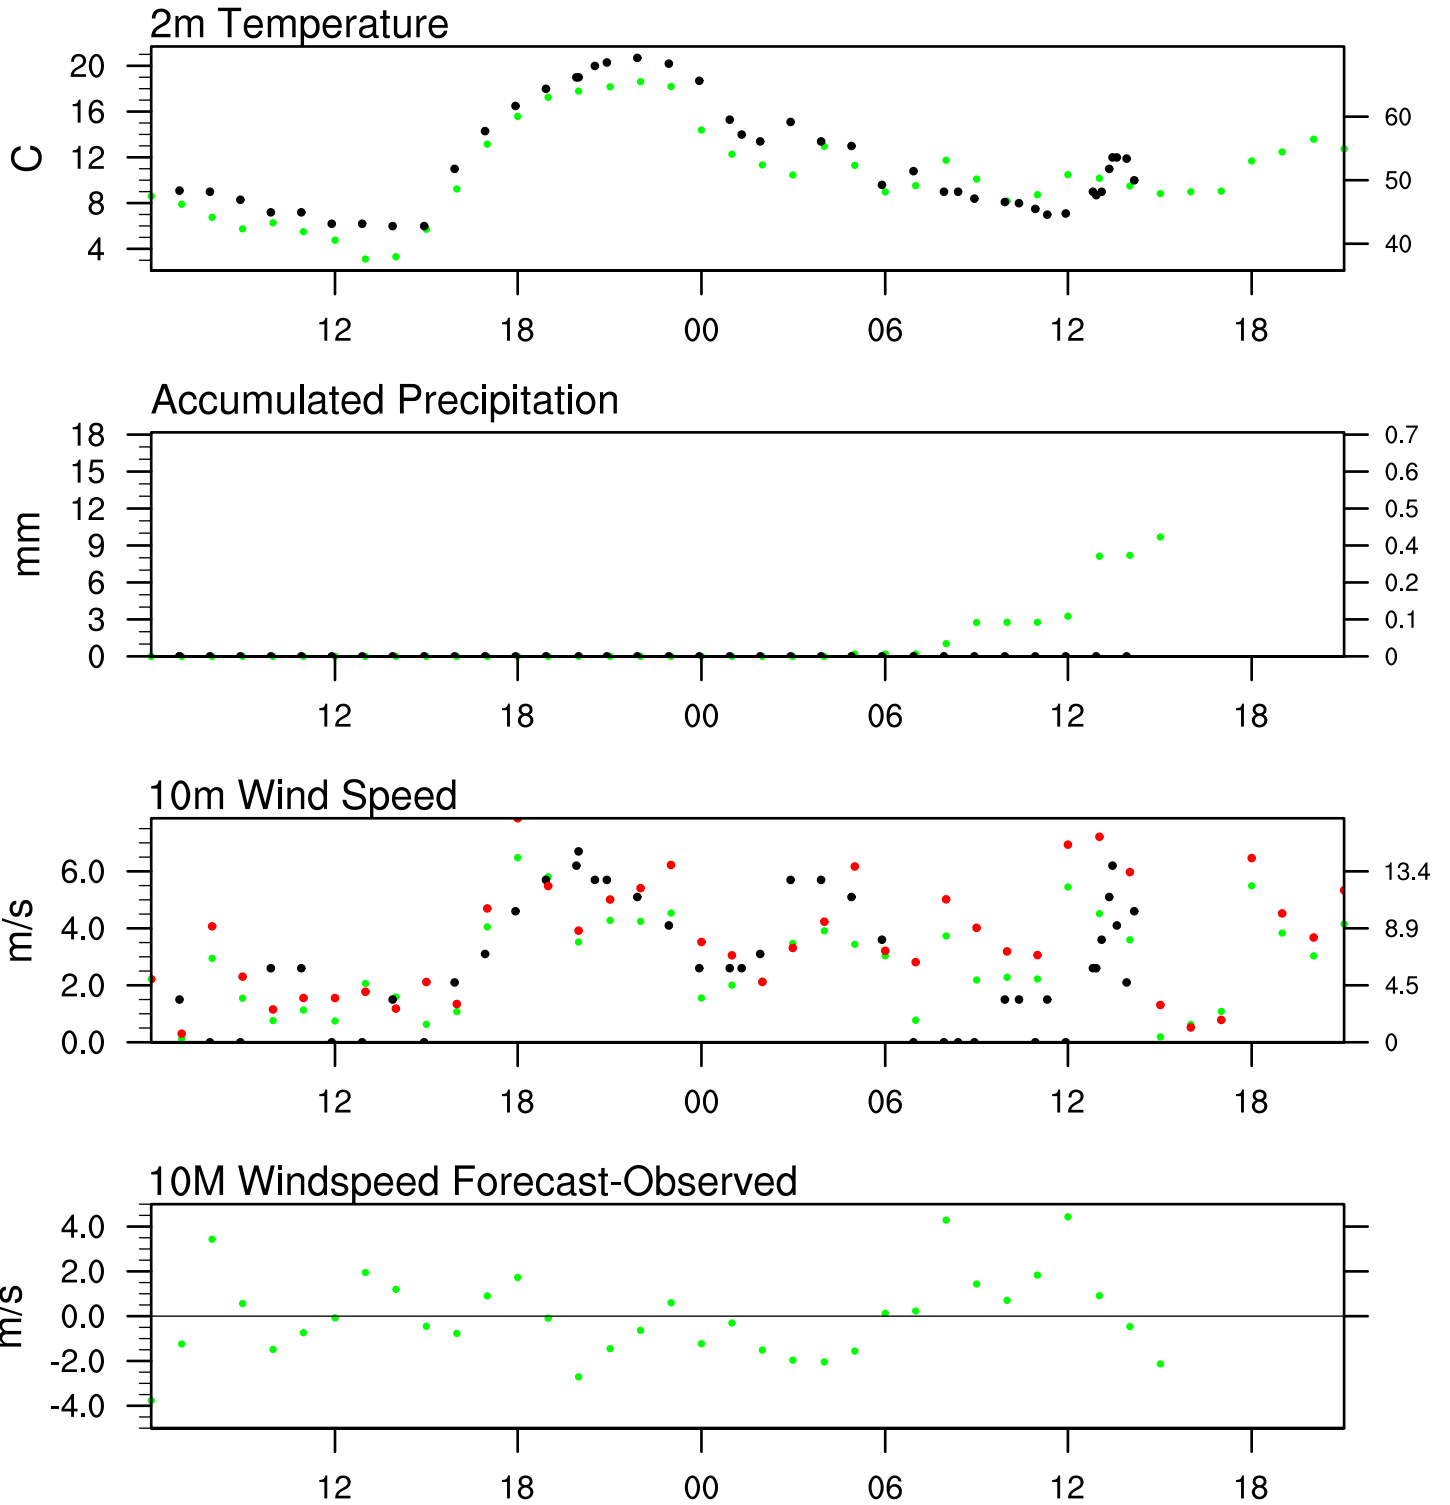 2m Temperature
20
16
12
8
4
C
60
50
40
12 18 00 06 12 18
Accumulated Precipitation
18
15
12
9
6
3
0
mm
0.7
0.6
0.5
0.4
0.2
0.1
0
12 18 00 06 12 18
10m Wind Speed
6.0
4.0
2.0
0.0
m/s
13.4
8.9
4.5
0
12 18 00 06 12 18
10M Windspeed Forecast-Observed
4.0
2.0
0.0
-2.0
-4.0
m/s
12 18 00 06 12 18